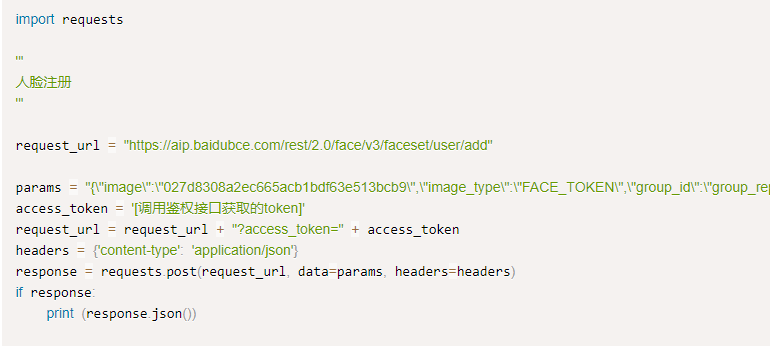 import requests
'''
人脸注册
'''
request_url = "https://aip.baidubce.com/rest/2.0/face/v3/faceset/user/add"
params = "{\"image\":\"027d8308a2ec665acb1bdf63e513bcb9\",\"image_type\":\"FACE_TOKEN\",\"group_id\":\"group_rep
access_token = '[调用鉴权接口获取的token]'
request_url = request_url + "?access_token=" + access_token
headers = {'content-type': 'application/json'}
response = requests.post(request_url, data=params, headers=headers)
if response:
    print (response.json())